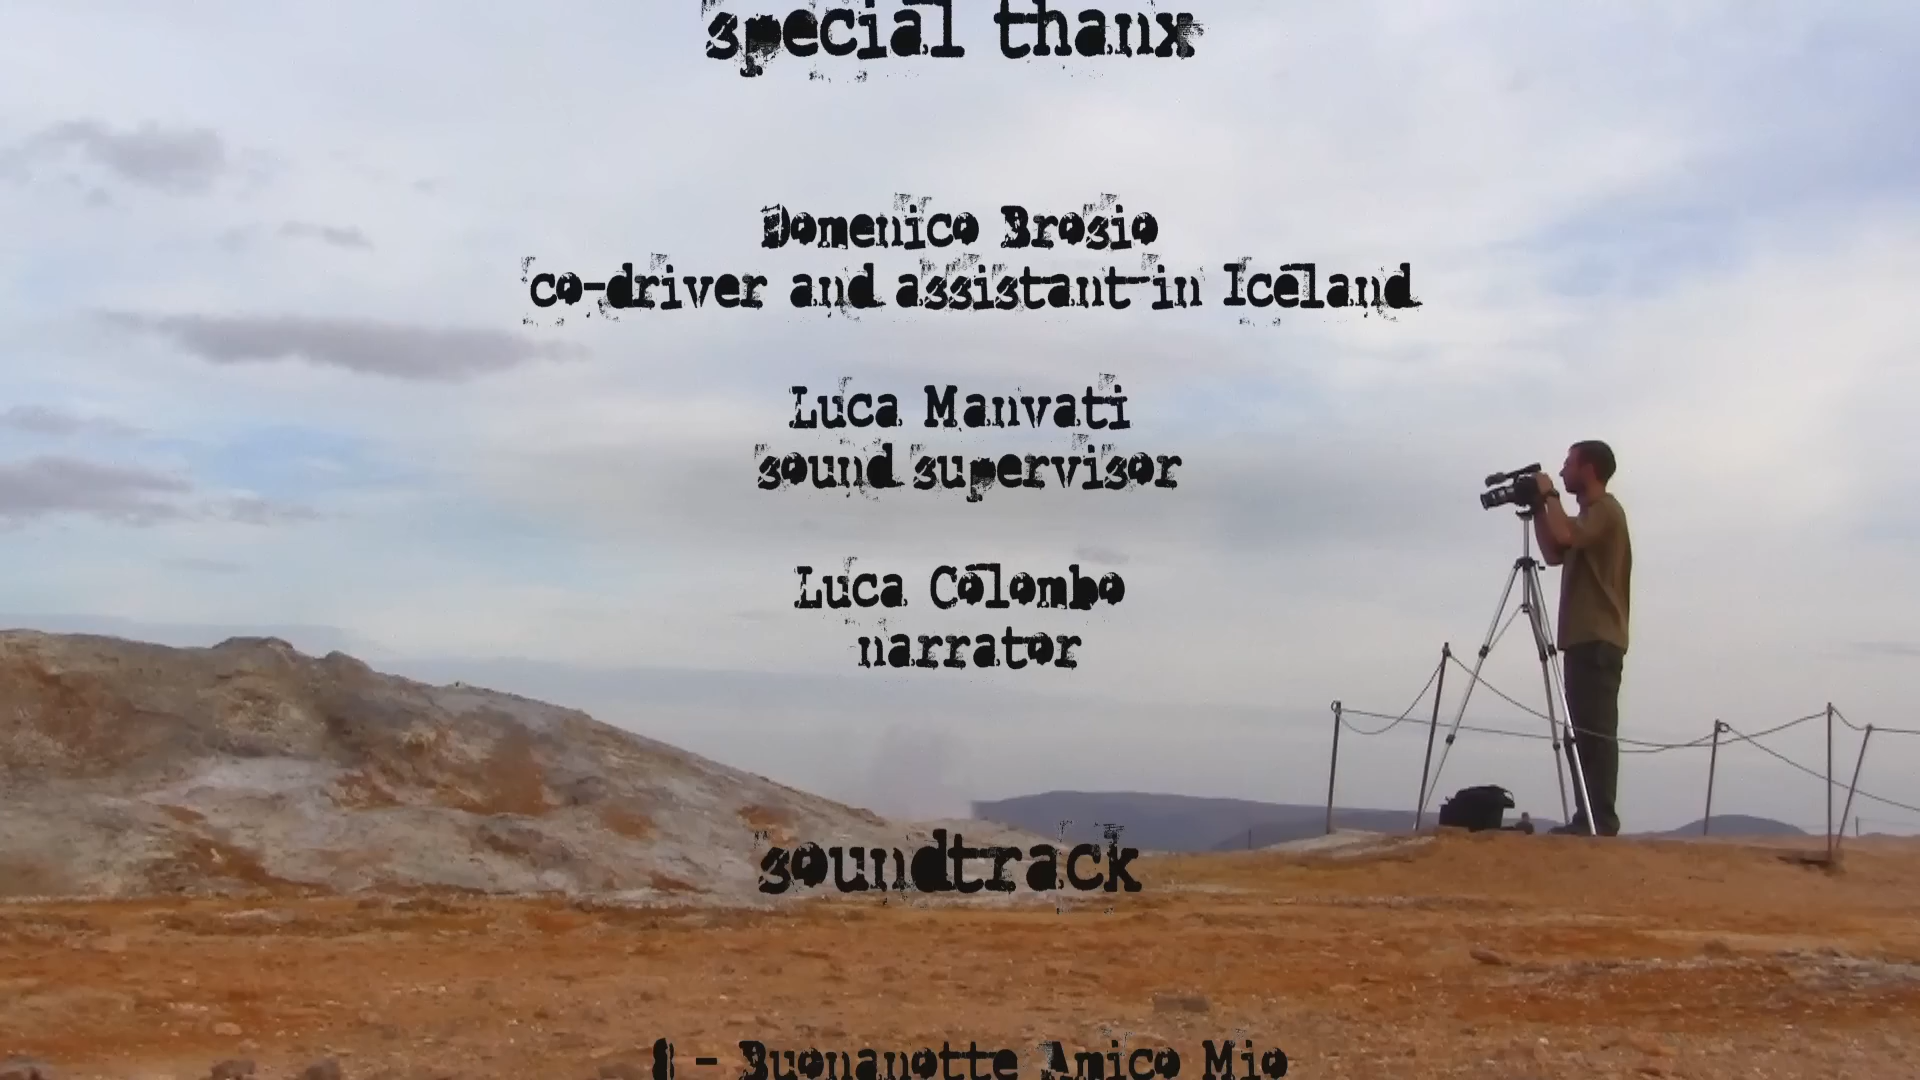 special thanx
Domenico Brosio
co-driver and assistant in Iceland
Luca Manvati
sound supervisor
Luca Colombo
narrator
soundtrack
8 - Buonanotte Amico Mio